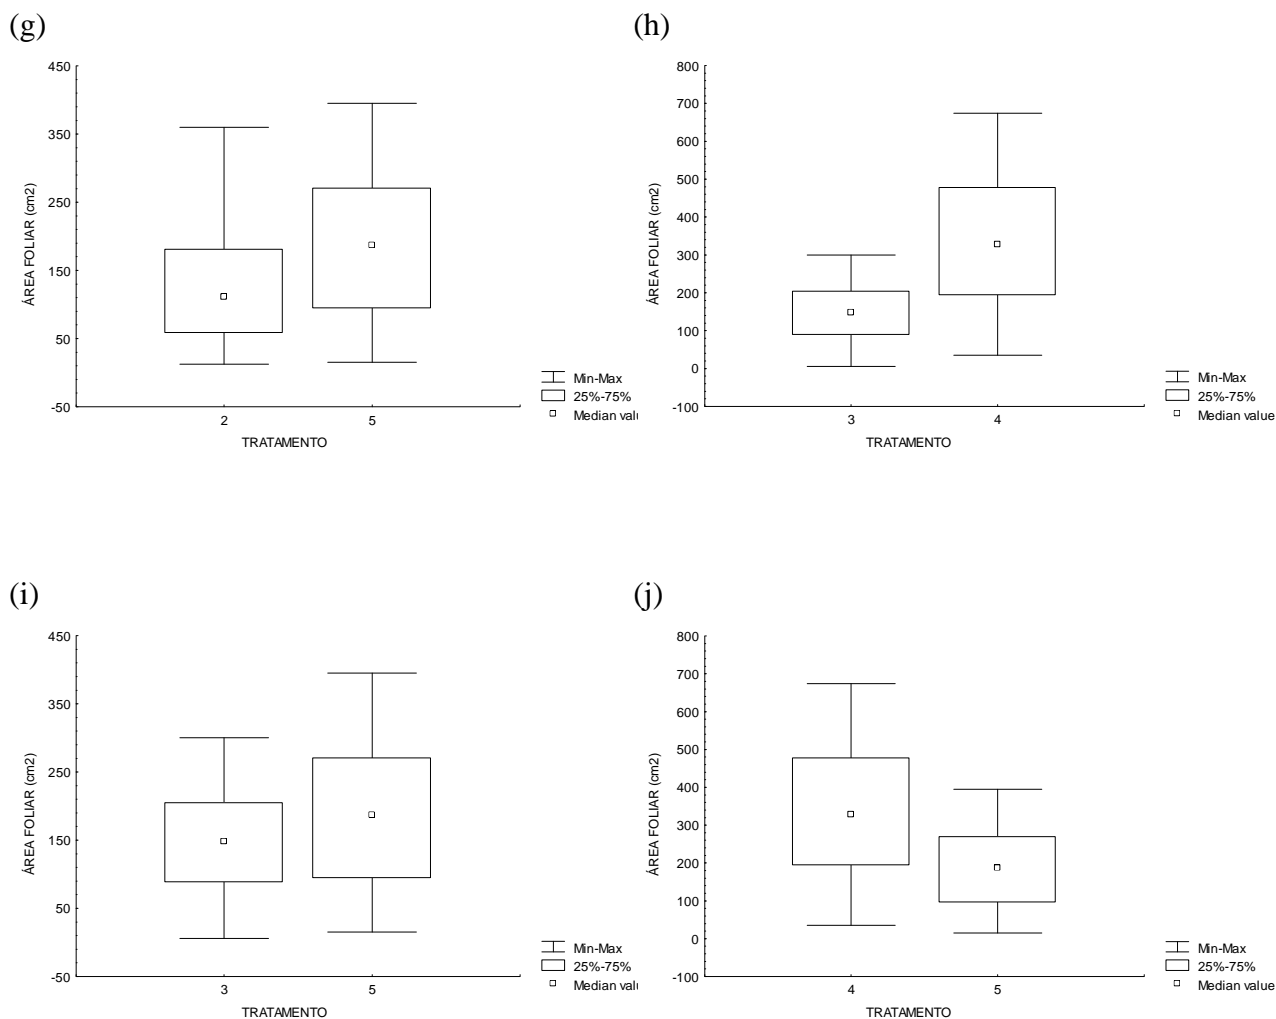 (g)
ÁREA FOLIAR (cm2)
450
350
250
150
50
-50
2
5
TRATAMENTO
Min-Max
25%-75%
Median valu
(h)
ÁREA FOLIAR (cm2)
800
700
600
500
400
300
200
100
0
-100
3
4
TRATAMENTO
Min-Max
25%-75%
Median value
(i)
ÁREA FOLIAR (cm2)
450
350
250
150
50
-50
3
5
TRATAMENTO
Min-Max
25%-75%
Median valu
(j)
ÁREA FOLIAR (cm2)
800
700
600
500
400
300
200
100
0
-100
4
5
TRATAMENTO
Min-Max
25%-75%
Median value